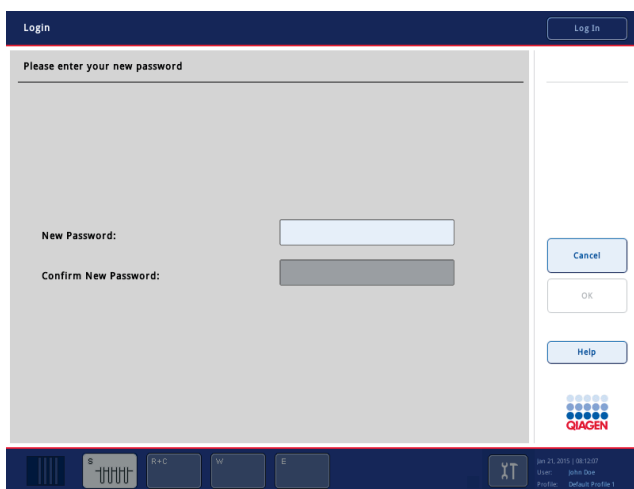 Login
Log In
Please enter your new password
New Password:
Confirm New Password:
Cancel
OK
Help
QIAGEN
S
R+C
W
E
Jan 21, 2015 | 08:12:07
User: John Doe
Profile: Default Profile 1